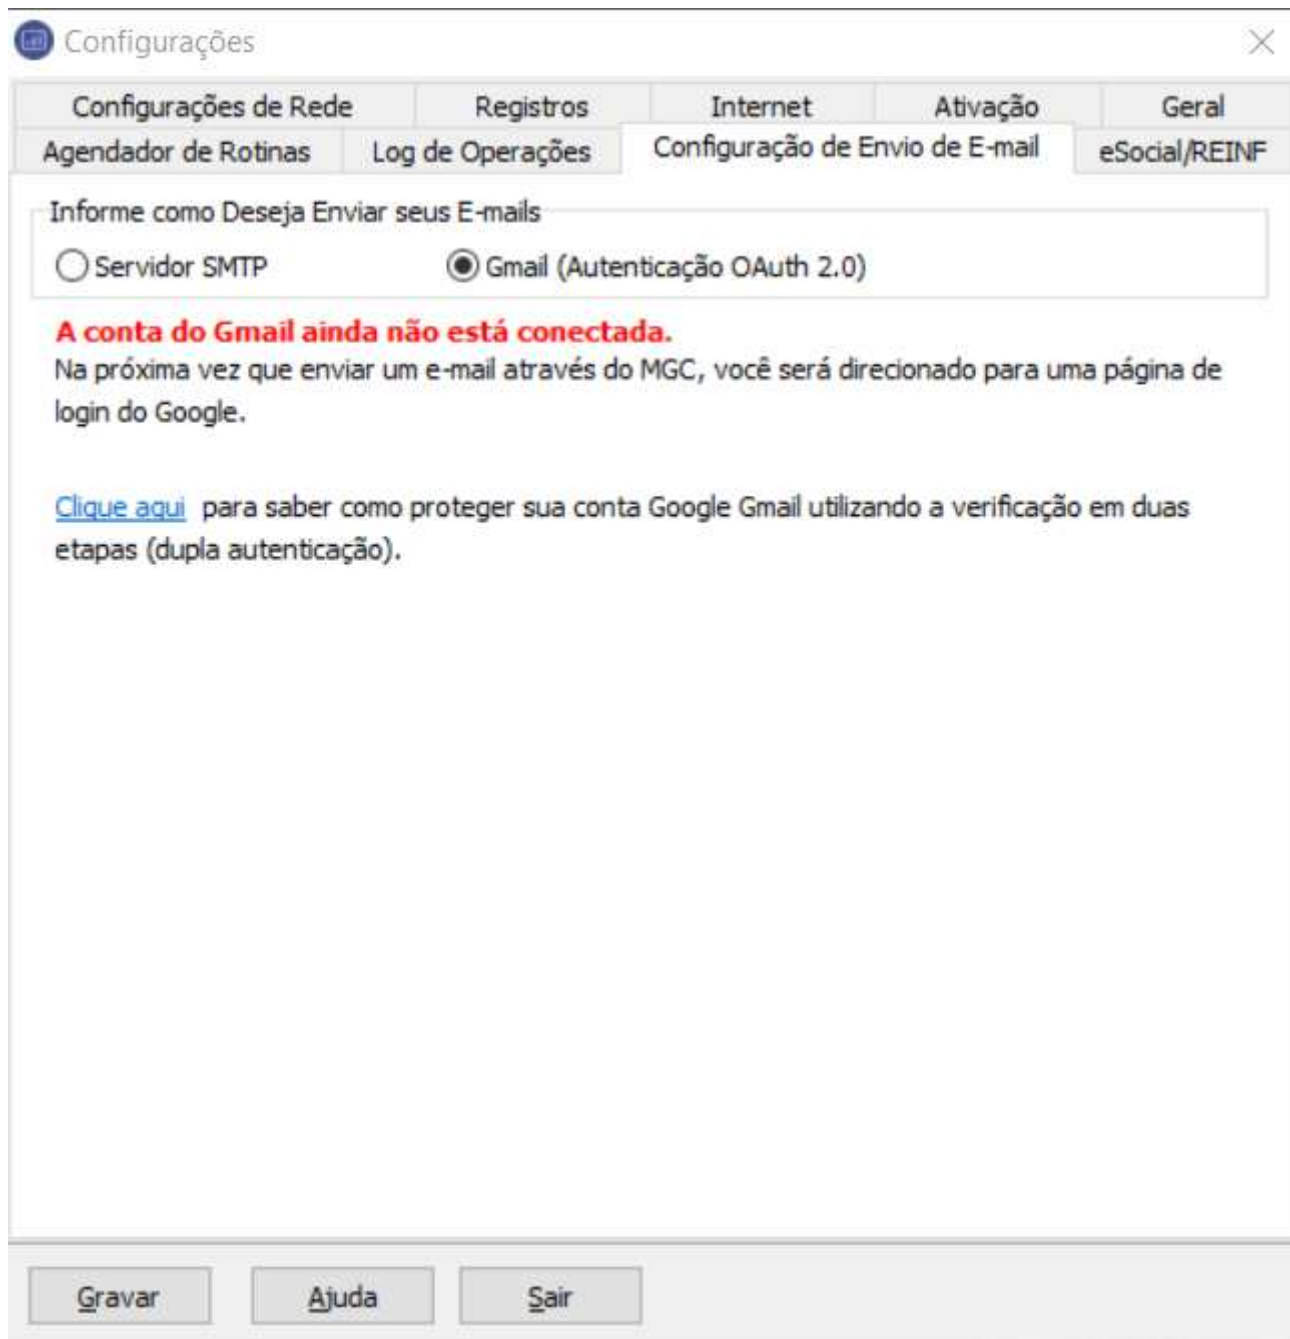 Configurações
Configurações de Rede Registros Internet Ativação Geral
Agendador de Rotinas Log de Operações Configuração de Envio de E-mail eSocial/REINF
Informe como Deseja Enviar seus E-mails
Servidor SMTP Gmail (Autenticação OAuth 2.0)
A conta do Gmail ainda não está conectada.
Na próxima vez que enviar um e-mail através do MGC, você será direcionado para uma página de
login do Google.
Clique aqui para saber como proteger sua conta Google Gmail utilizando a verificação em duas
etapas (dupla autenticação).
Gravar Ajuda Sair